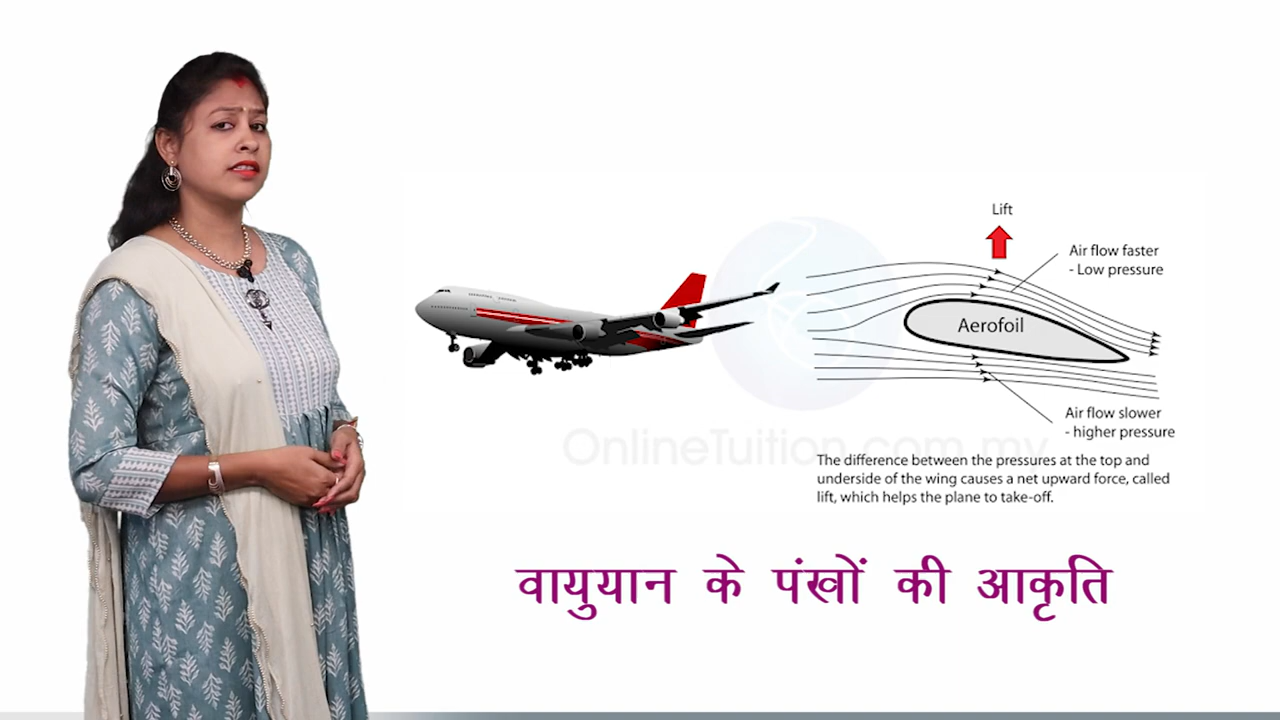 Lift
Air flow faster
- Low pressure
Aerofoil
Air flow slower
- higher pressure
OnlineTuition.com.my
The difference between the pressures at the top and
underside of the wing causes a net upward force, called
lift, which helps the plane to take-off.
वायुयान के पंखों की आकृति